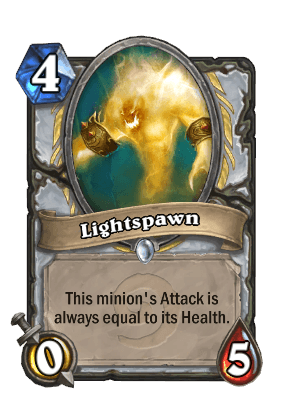 4
Lightspawn
This minion's Attack is
always equal to its Health.
0 5